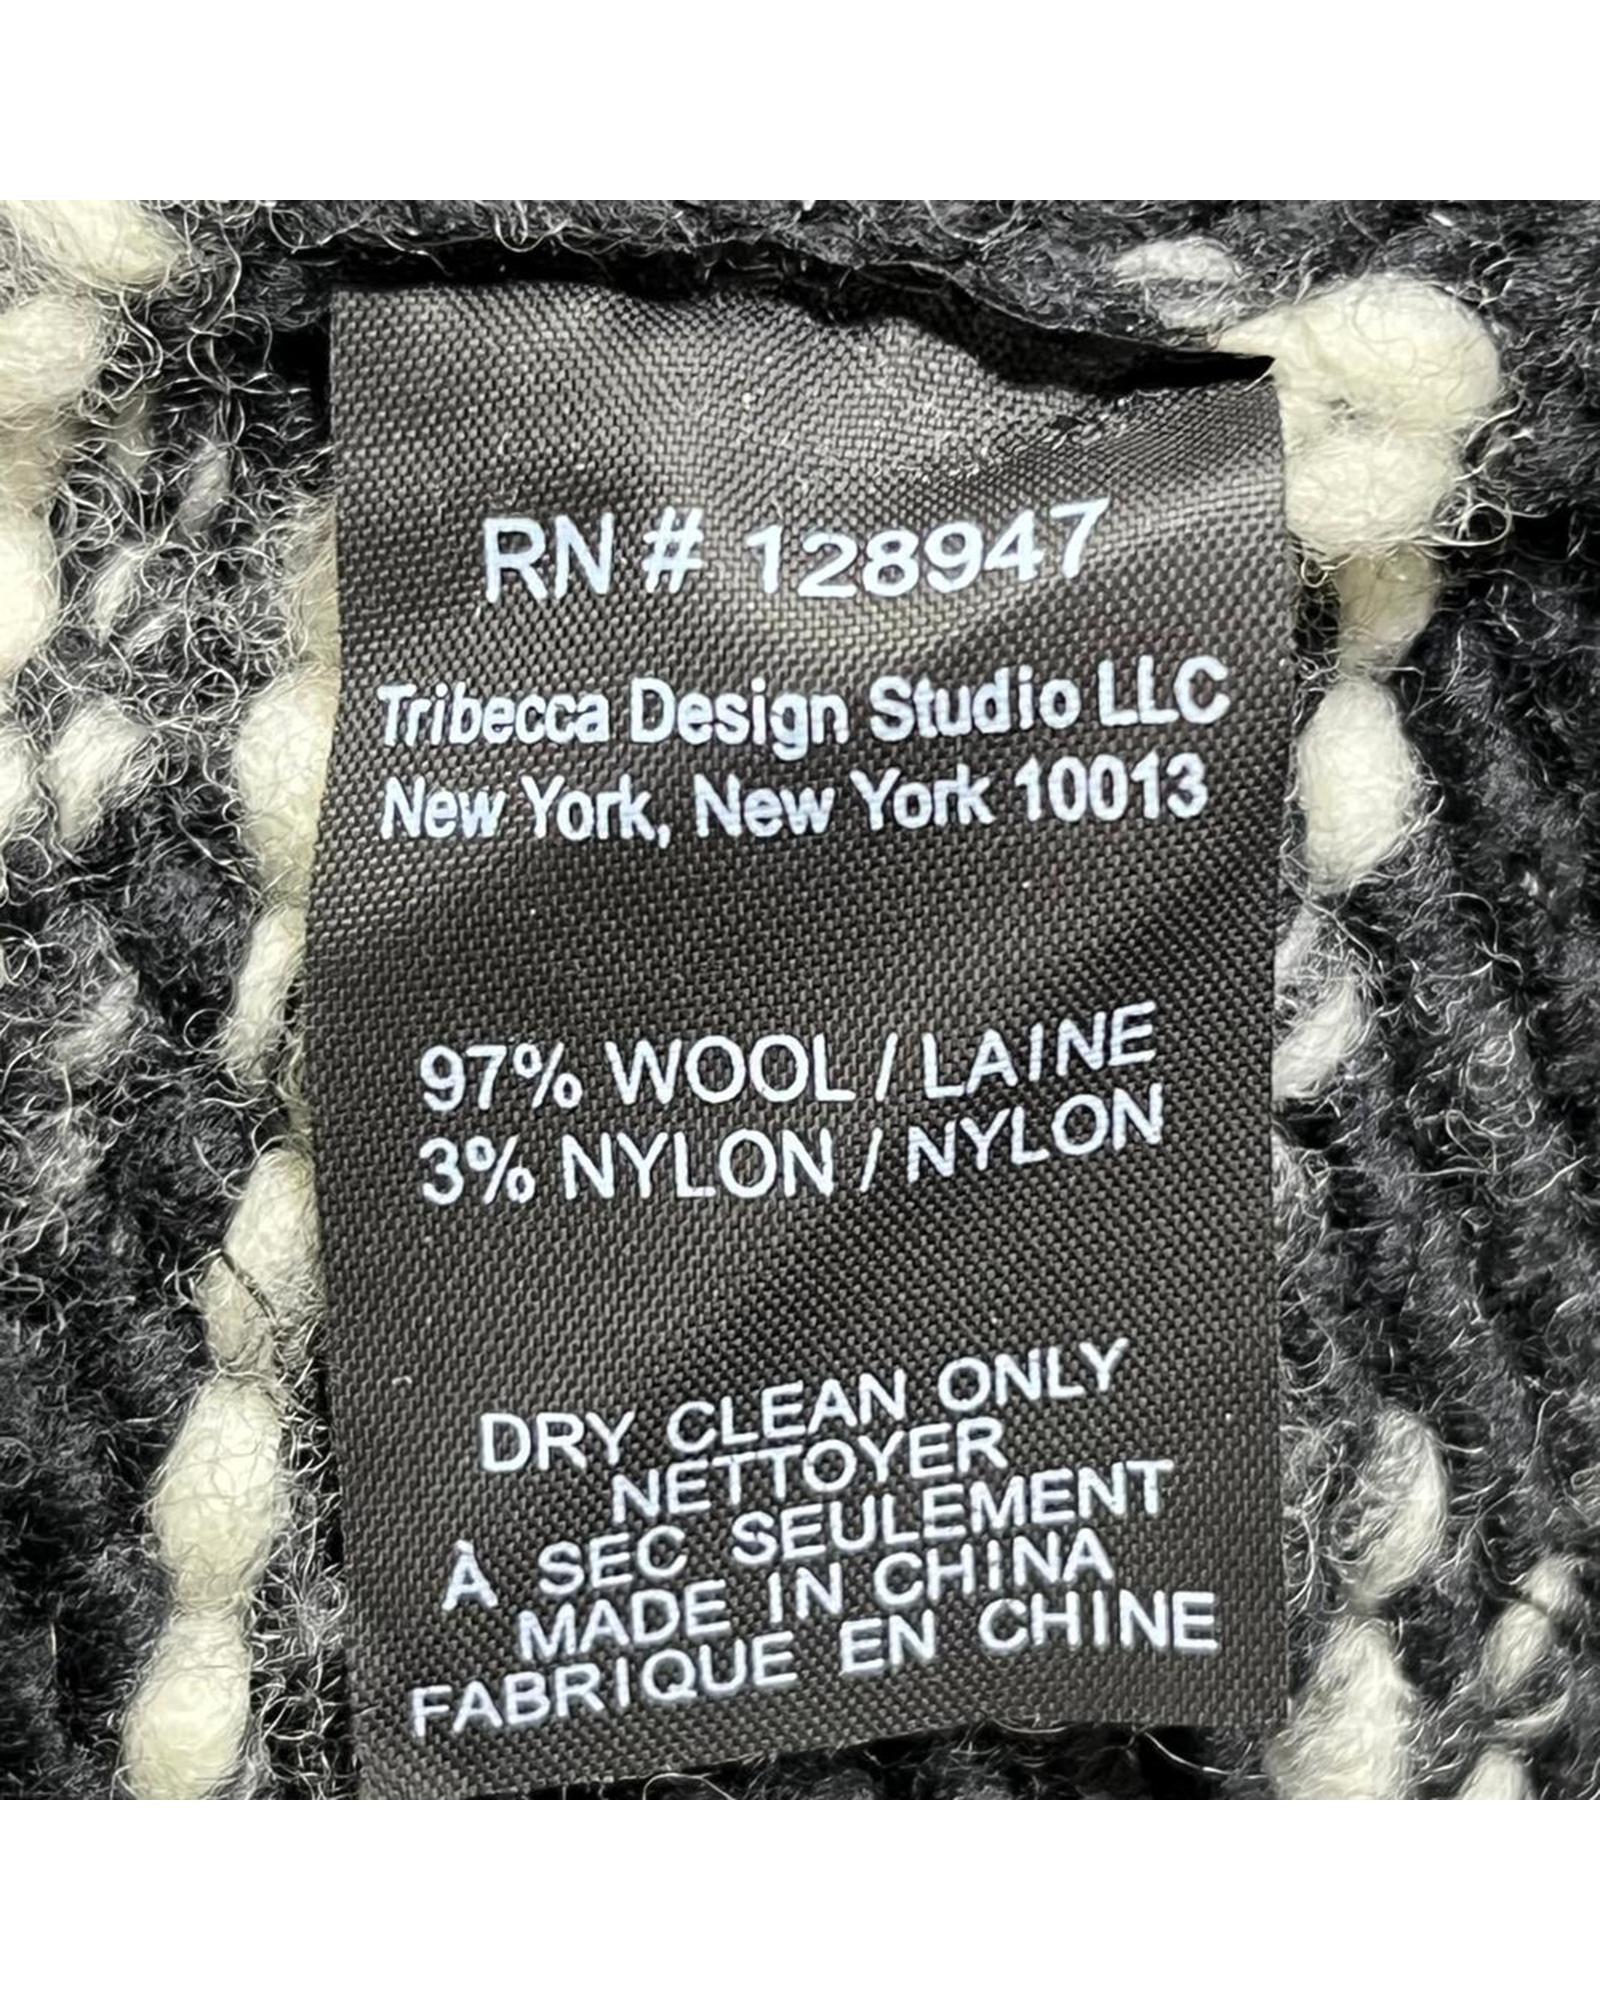 RN # 128947
Tribecca Design Studio LLC
New York, New York 10013
97% WOOL / LAINE
3% NYLON / NYLON
DRY CLEAN ONLY
NETTOYER
À SEC SEULEMENT
MADE IN CHINA
FABRIQUE EN CHINE